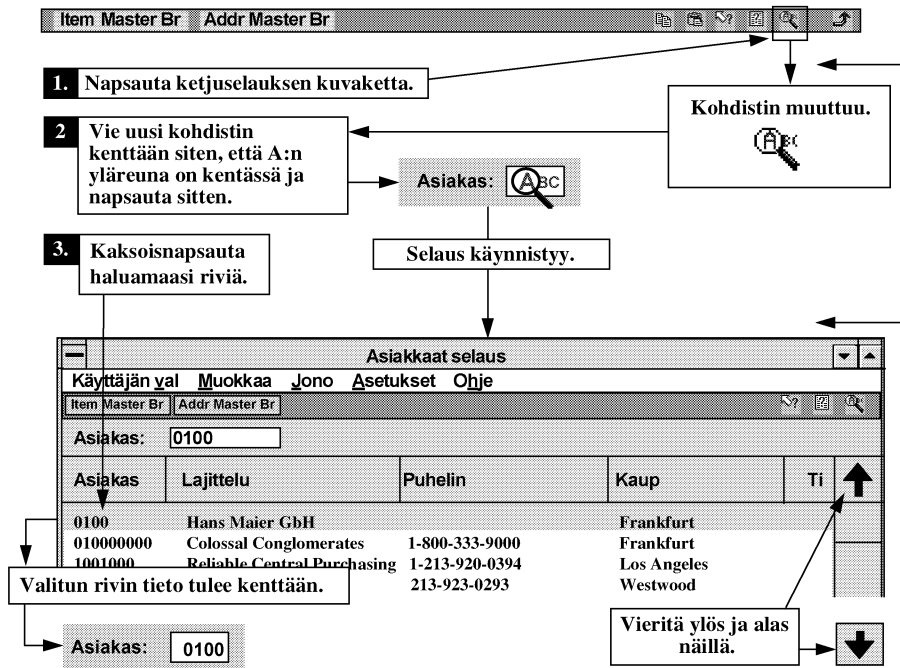 Item Master Br Addr Master Br
1. Napsauta ketjuselauksen kuvaketta.
Kohdistin muuttuu.
ABC
2 Vie uusi kohdistin
kenttään siten, että A:n
yläreuna on kentässä ja
napsauta sitten.
Asiakas: ABC
3. Kaksoisnapsauta
haluamaasi riviä.
Selaus käynnistyy.
Asiakkaat selaus
Käyttäjän val Muokkaa Jono Asetukset Ohje
Item Master Br Addr Master Br
Asiakas: 0100
Asiakas Lajittelu Puhelin Kaup Ti
0100 Hans Maier GbH Frankfurt
010000000 Colossal Conglomerates 1-800-333-9000 Frankfurt
1001000 Reliable Central Purchasing 1-213-920-0394 Los Angeles
213-923-0293 Westwood
Valitun rivin tieto tulee kenttään.
Vieritä ylös ja alas
näillä.
Asiakas: 0100